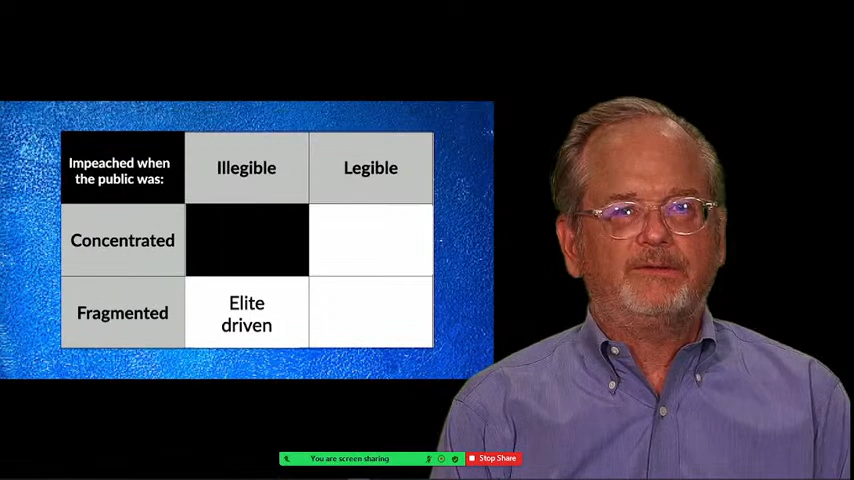 Impeached when
the public was:
Illegible
Legible
Concentrated
Fragmented
Elite
driven
You are screen sharing
Stop Share